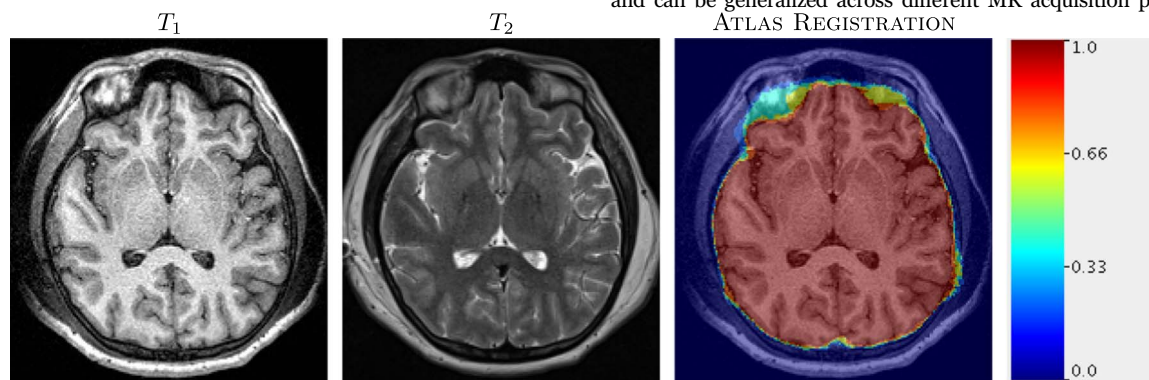 and can be generalized across different MR acquisition p
T1
T2
ATLAS REGISTRATION
1.0
0.66
0.33
0.0